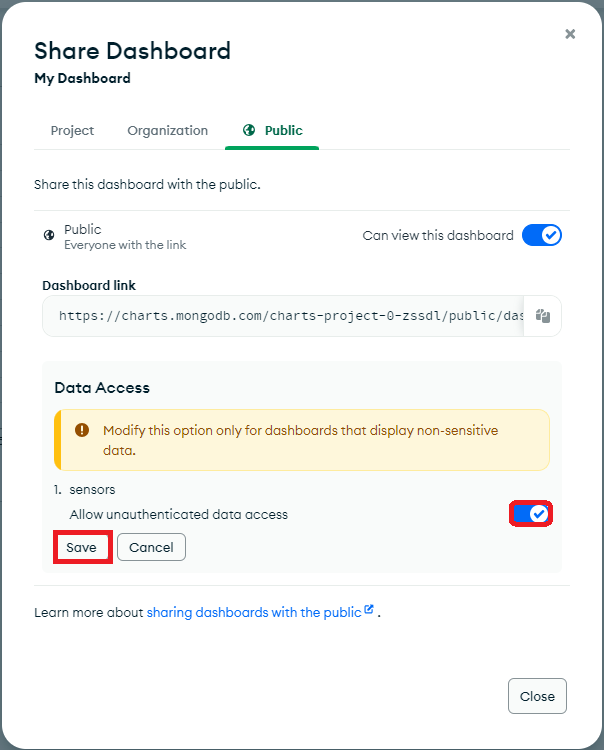 Share Dashboard
My Dashboard
Project Organization Public
Share this dashboard with the public.
Public
Everyone with the link
Can view this dashboard
Dashboard link
https://charts.mongodb.com/charts-project-0-zssdl/public/das
Data Access
Modify this option only for dashboards that display non-sensitive
data.
1. sensors
Allow unauthenticated data access
Save Cancel
Learn more about sharing dashboards with the public .
Close